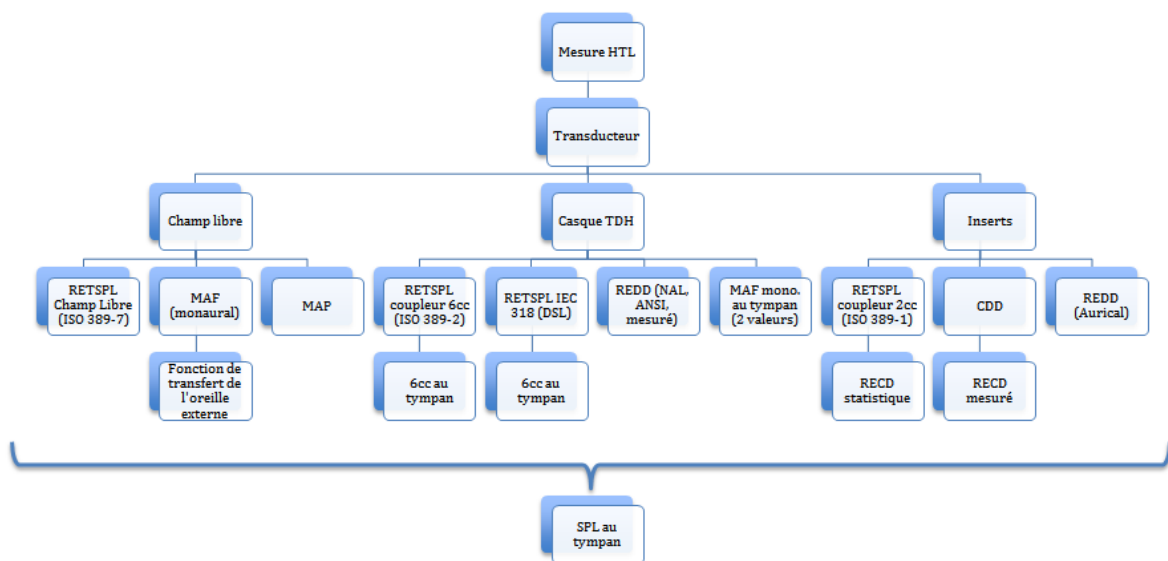 Mesure HTL
Transducteur
Champ libre
Casque TDH
Inserts
RETSPL
Champ Libre
(ISO 389-7)
MAF
(monaural)
MAP
RETSPL
coupleur 6cc
(ISO 389-2)
RETSPL IEC
318 (DSL)
REDD (NAL,
ANSI,
mesuré)
MAF mono.
au tympan
(2 valeurs)
RETSPL
coupleur 2cc
(ISO 389-1)
CDD
REDD
(Aurical)
Fonction de
transfert de
l'oreille
externe
6cc au
tympan
6cc au
tympan
RECD
statistique
RECD
mesuré
SPL au
tympan